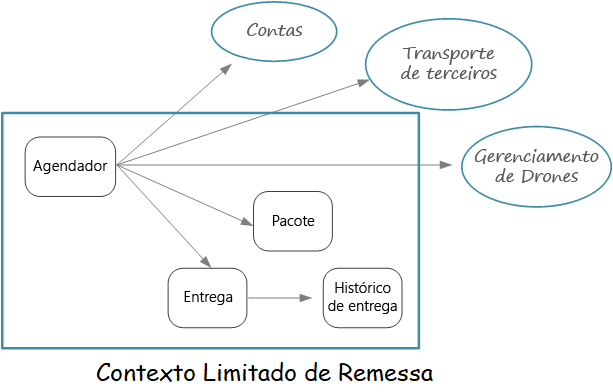 Contas
Transporte
de terceiros
Agendador
Gerenciamento
de Drones
Pacote
Entrega
Histórico
de entrega
Contexto Limitado de Remessa